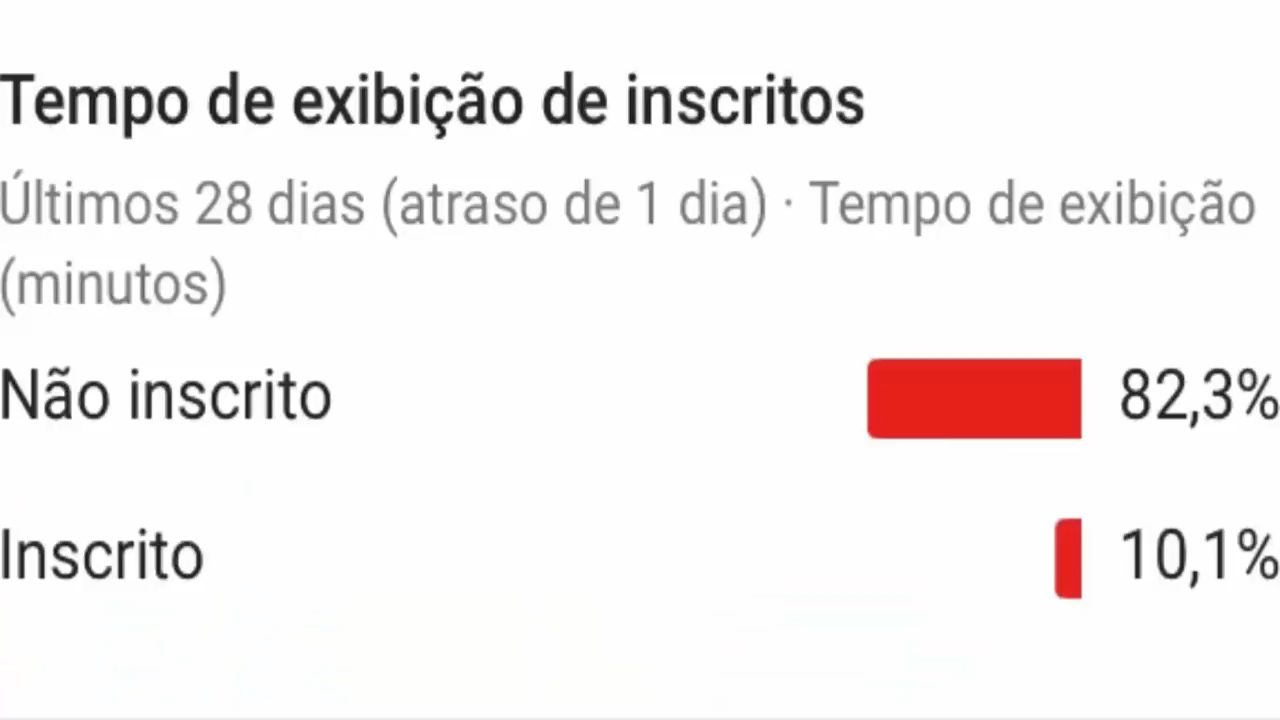 Tempo de exibição de inscritos
Últimos 28 dias (atraso de 1 dia) · Tempo de exibição
(minutos)
Não inscrito 82,3%
Inscrito 10,1%